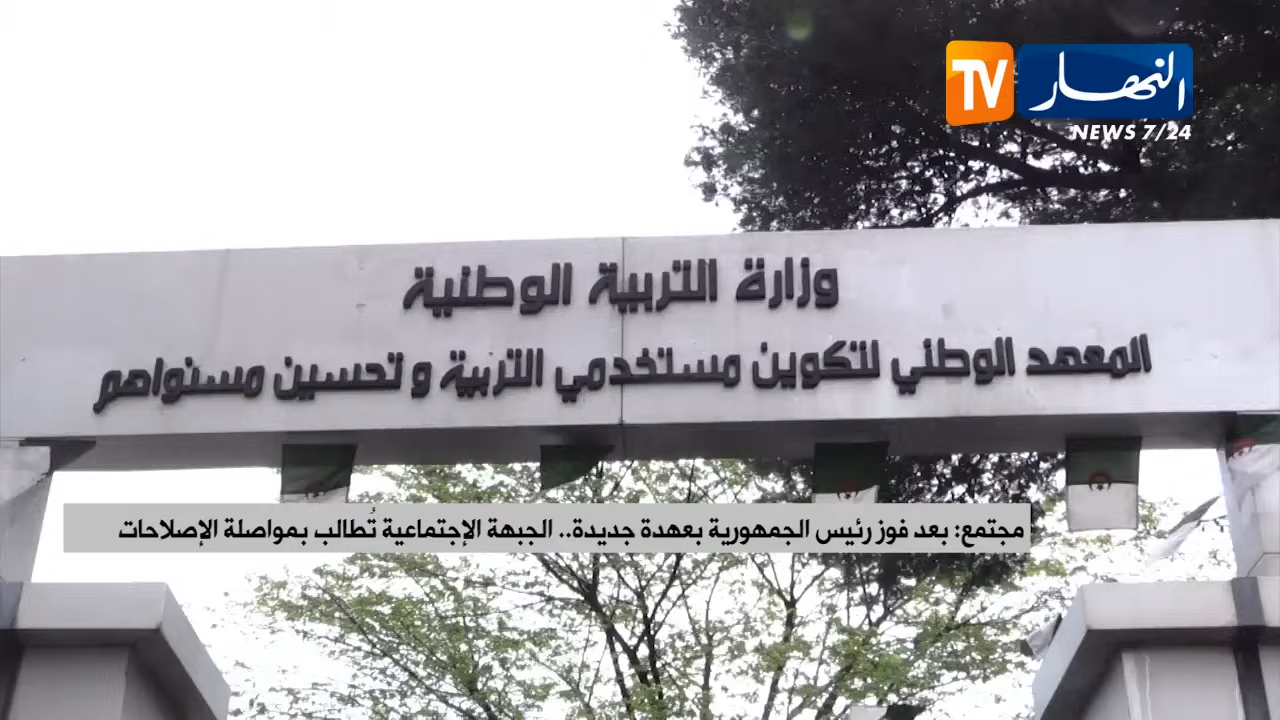 TV النهار
NEWS 7/24
وزارة التربية الوطنية
المعهد الوطني لتكوين مستخدمي التربية و تحسين مستواهم
مجتمع: بعد فوز رئيس الجمهورية بعهدة جديدة.. الجبهة الإجتماعية تُطالب بمواصلة الإصلاحات